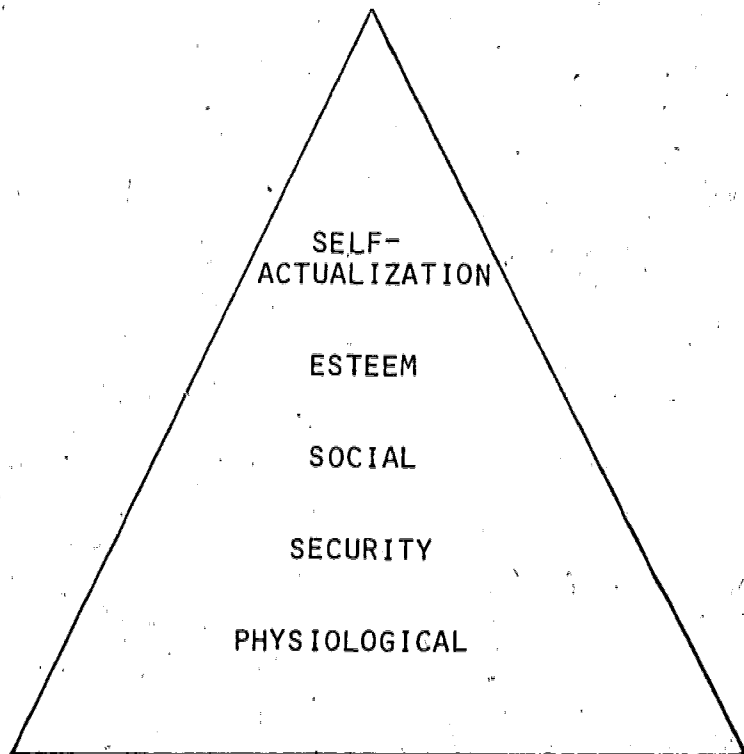 SELF-
ACTUALIZATION
ESTEEM
SOCIAL
SECURITY
PHYSIOLOGICAL